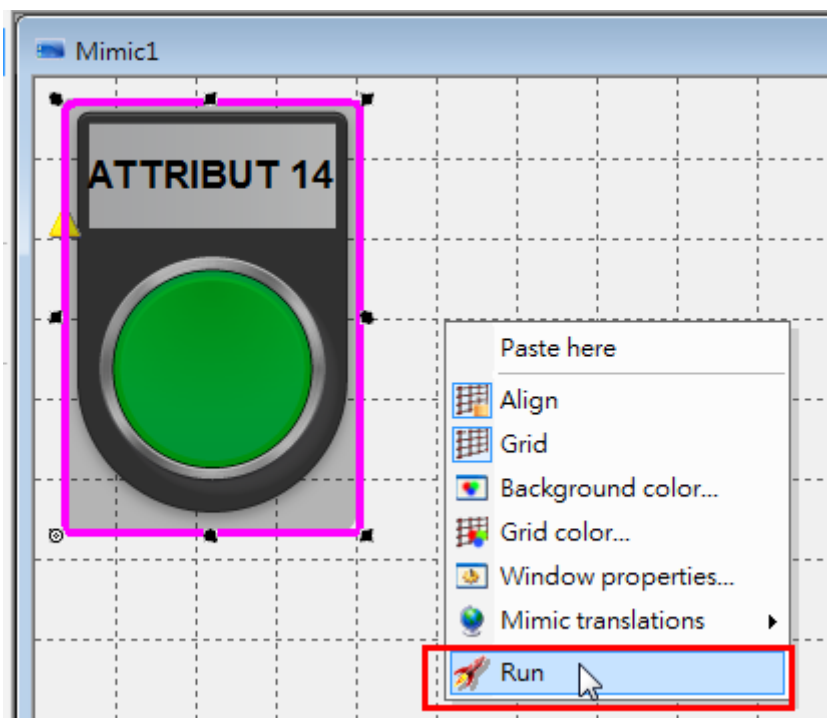 Mimic1
ATTRIBUT 14
Paste here
Align
Grid
Background color...
Grid color...
Window properties...
Mimic translations
Run